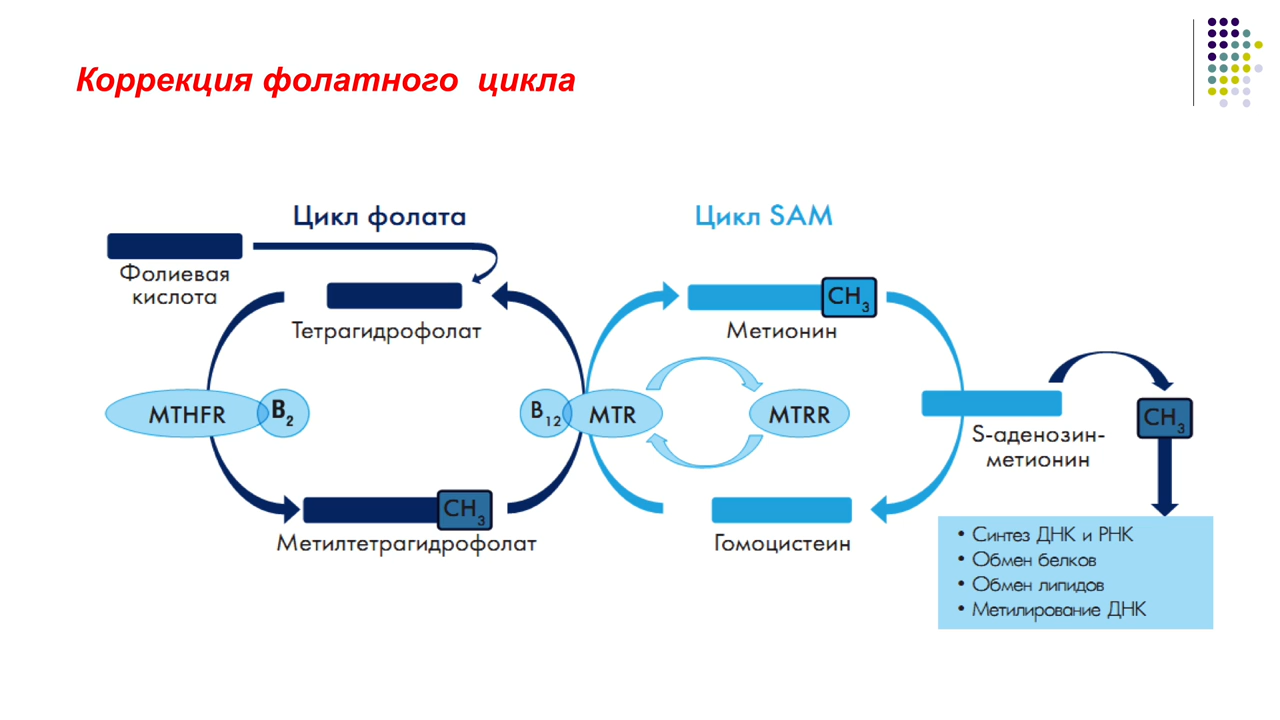 Коррекция фолатного цикла
Цикл фолата
Цикл SAM
Фолиевая
кислота
Тетрагидрофолат
CH3
Метионин
MTHFR
B2
B12
MTR
MTRR
S-аденозин-
метионин
CH3
CH3
Метилтетрагидрофолат
Гомоцистеин
• Синтез ДНК и РНК
• Обмен белков
• Обмен липидов
• Метилирование ДНК